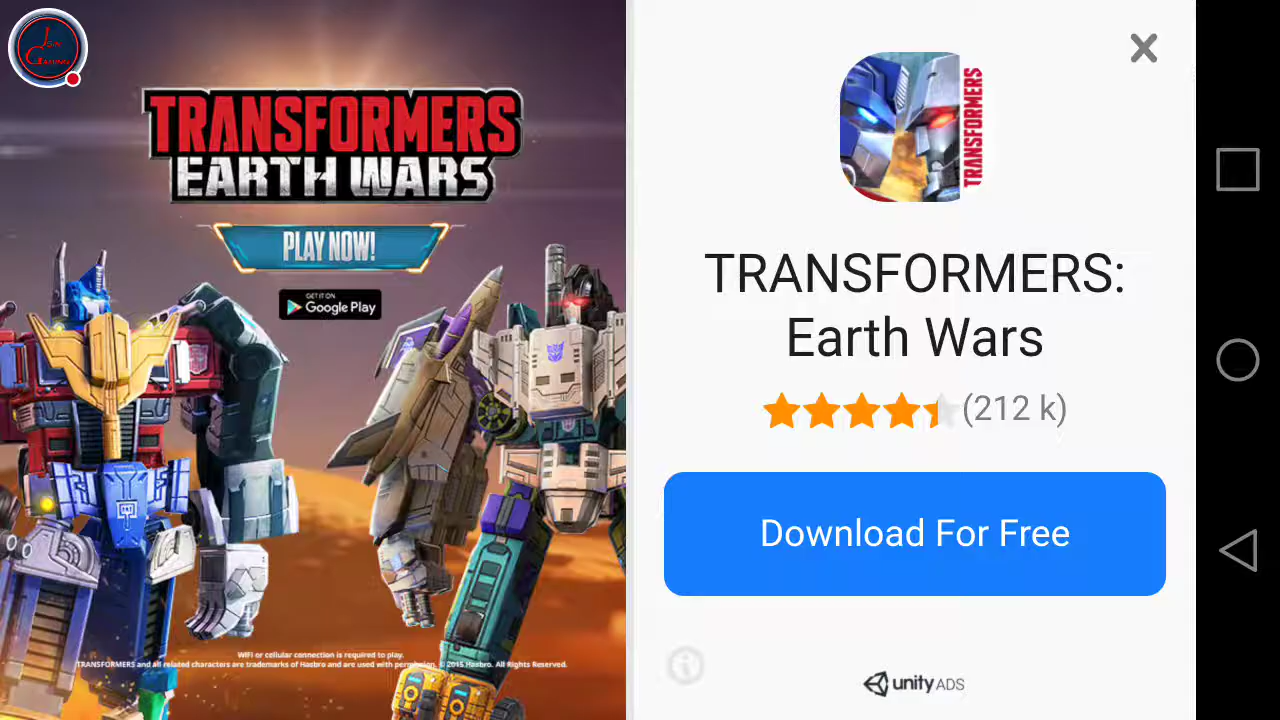 Join
Gaming
TRANSFORMERS
EARTH WARS
PLAY NOW!
GET IT ON
Google Play
WIFI or cellular connection is required to play.
TRANSFORMERS and all related characters are trademarks of Hasbro and are used with permission. © 2015 Hasbro. All Rights Reserved.
TRANSFORMERS
TRANSFORMERS:
Earth Wars
(212 k)
Download For Free
unity ADS